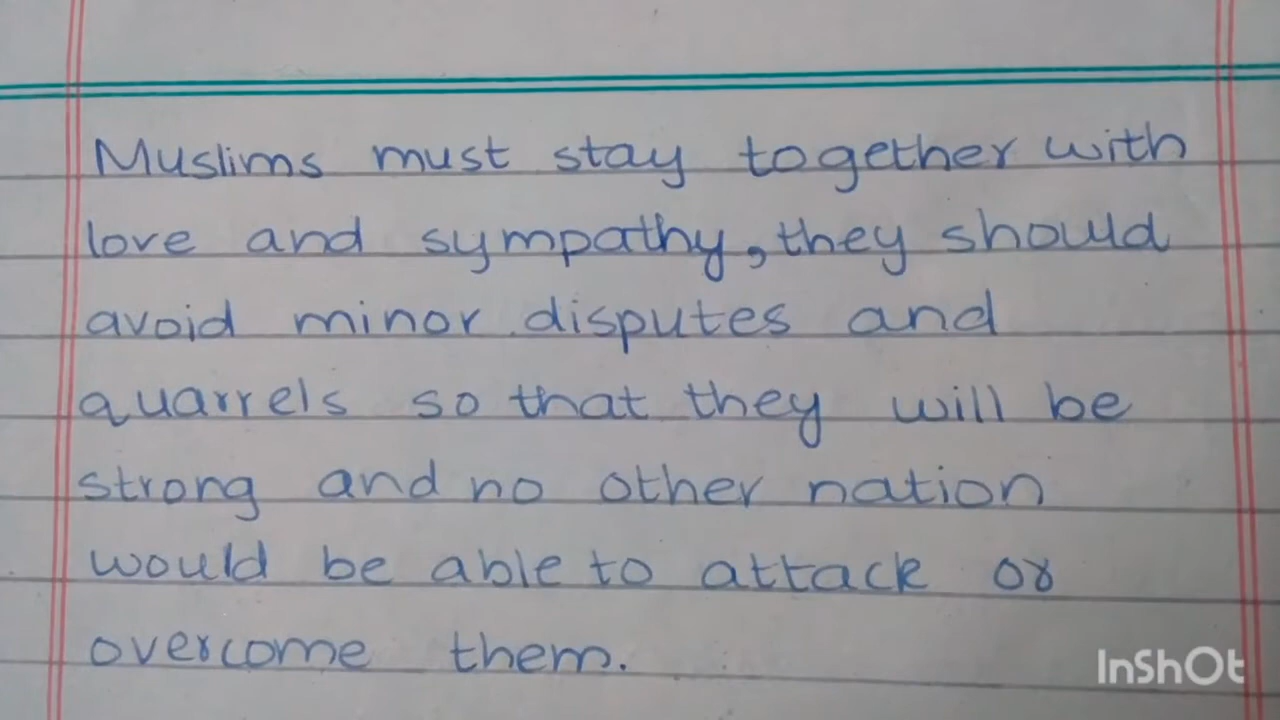 Muslims must stay together with
love and sympathy, they should
avoid minor disputes and
quarrels so that they will be
strong and no other nation
would be able to attack or
overcome them.
InShOt